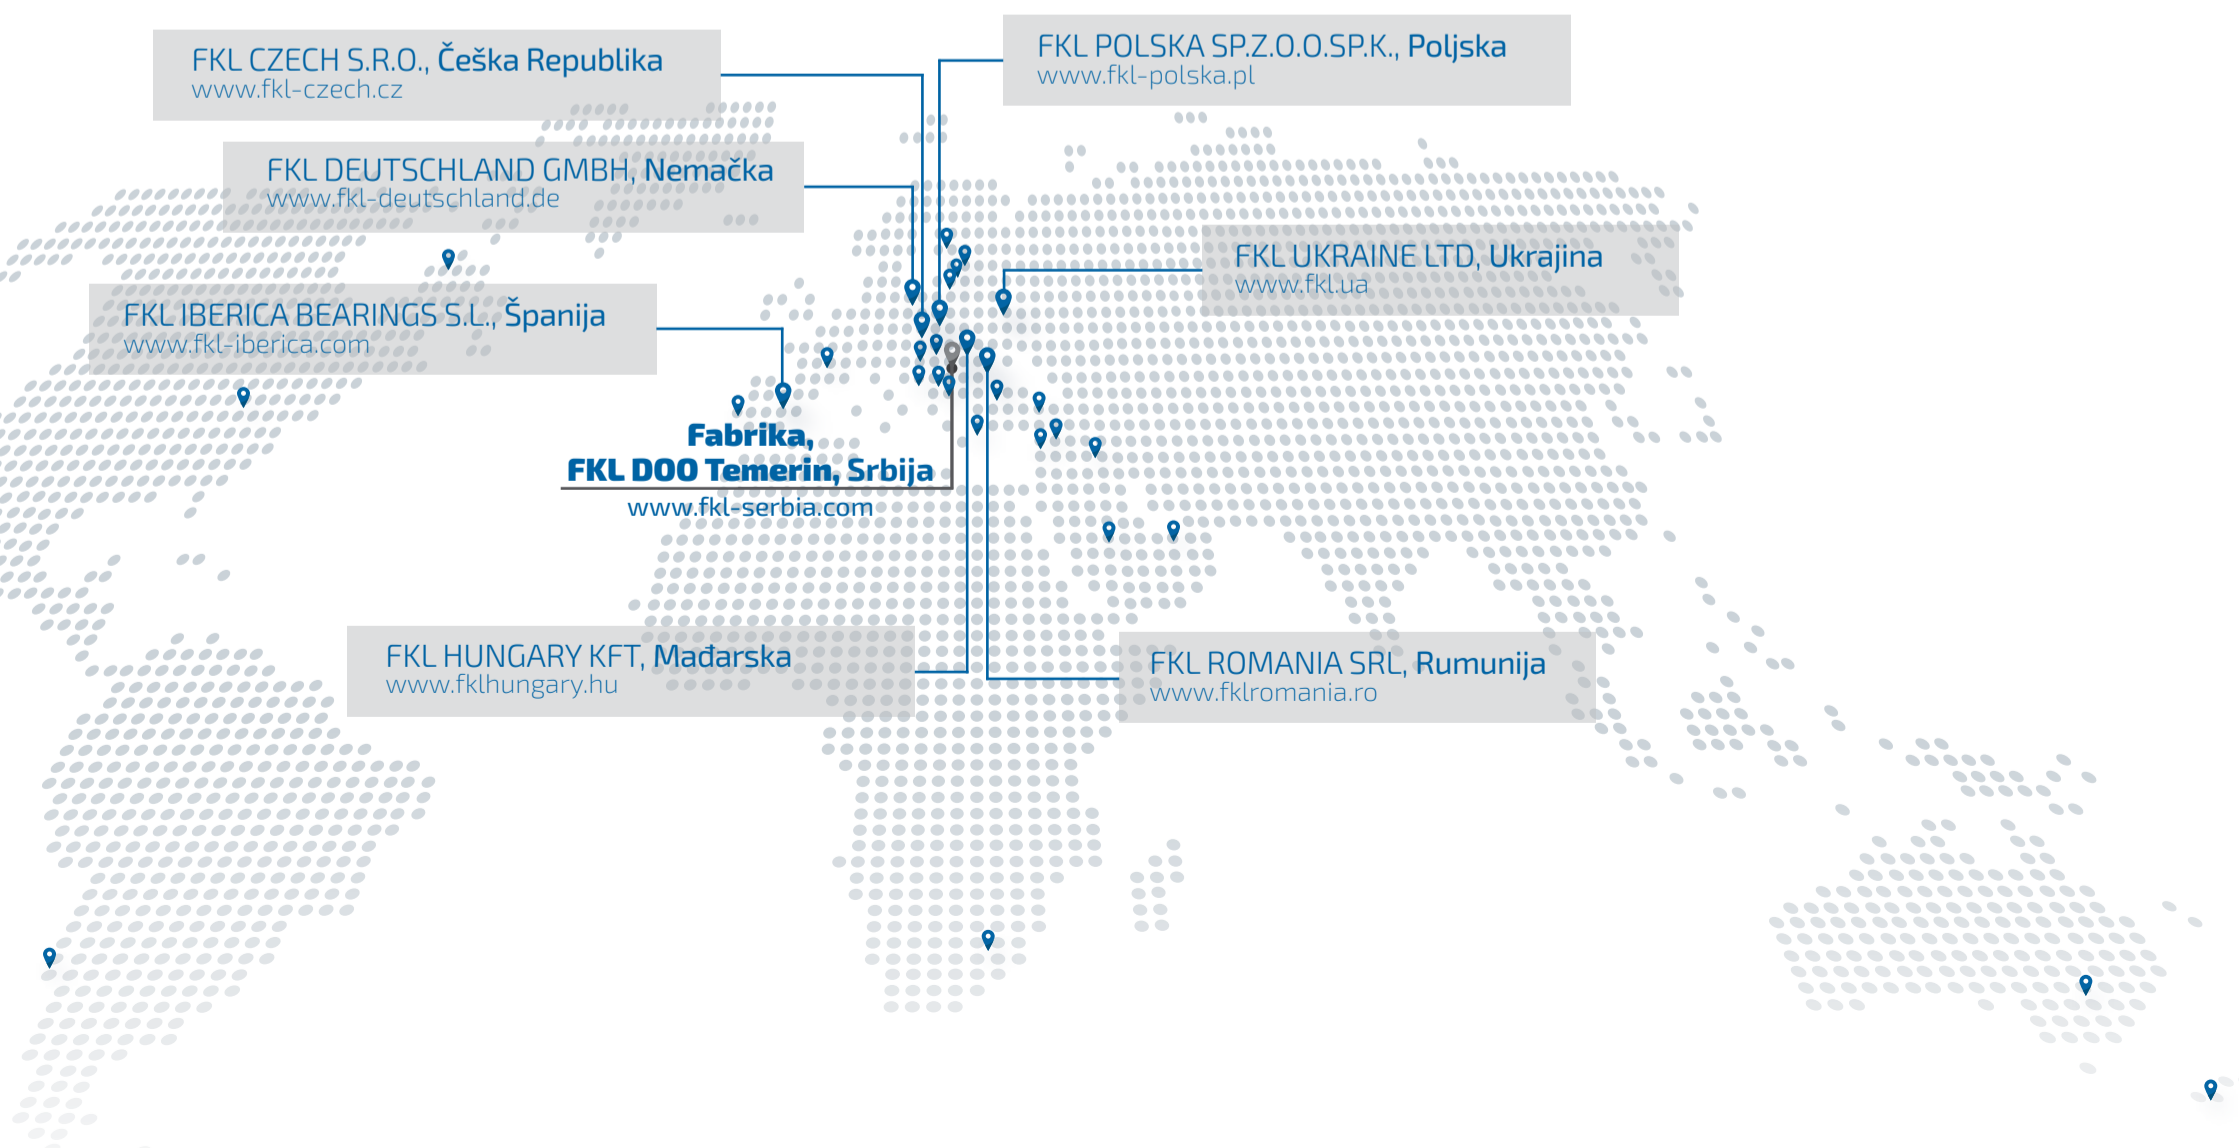 FKL CZECH S.R.O., Češka Republika
www.fkl-czech.cz
FKL POLSKA SP.Z.O.O.SP.K., Poljska
www.fkl-polska.pl
FKL DEUTSCHLAND GMBH, Nemačka
www.fkl-deutschland.de
FKL UKRAINE LTD, Ukrajina
www.fkl.ua
FKL IBERICA BEARINGS S.L., Španija
www.fkl-iberica.com
Fabrika,
FKL DOO Temerin, Srbija
www.fkl-serbia.com
FKL HUNGARY KFT, Mađarska
www.fklhungary.hu
FKL ROMANIA SRL, Rumunija
www.fklromania.ro